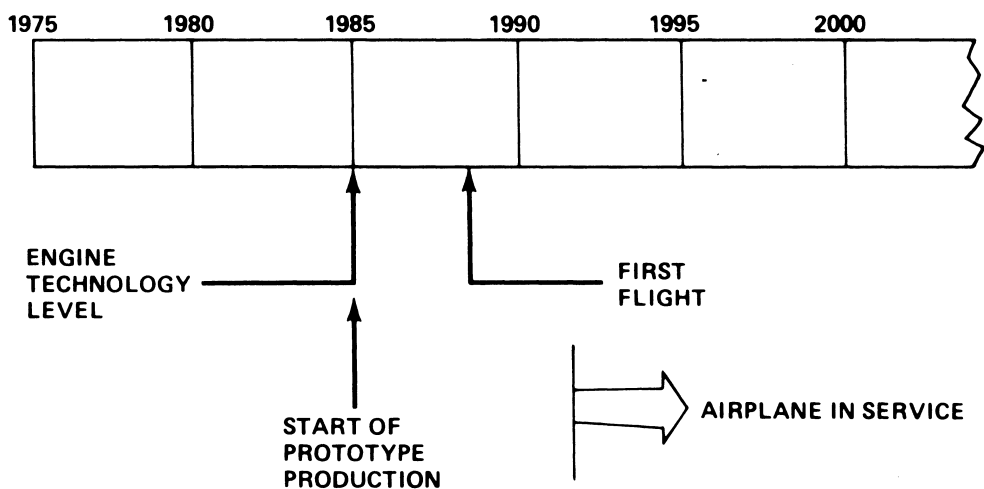 1975 1980 1985 1990 1995 2000
ENGINE
TECHNOLOGY
LEVEL
FIRST
FLIGHT
START OF
PROTOTYPE
PRODUCTION
AIRPLANE IN SERVICE